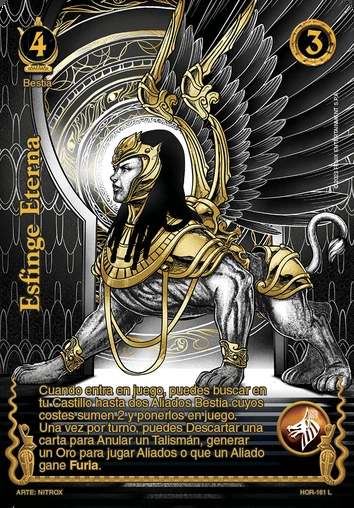 4
3
Bestia
Esfinge Eterna
Cuando entra en juego, puedes buscar en
tu Castillo hasta dos Aliados Bestia cuyos
costes sumen 2 y ponerlos en juego.
Una vez por turno, puedes Descartar una
carta para Anular un Talismán, generar
un Oro para jugar Aliados o que un Aliado
gane Furia.
ARTE: NITROX
HOR-161 L